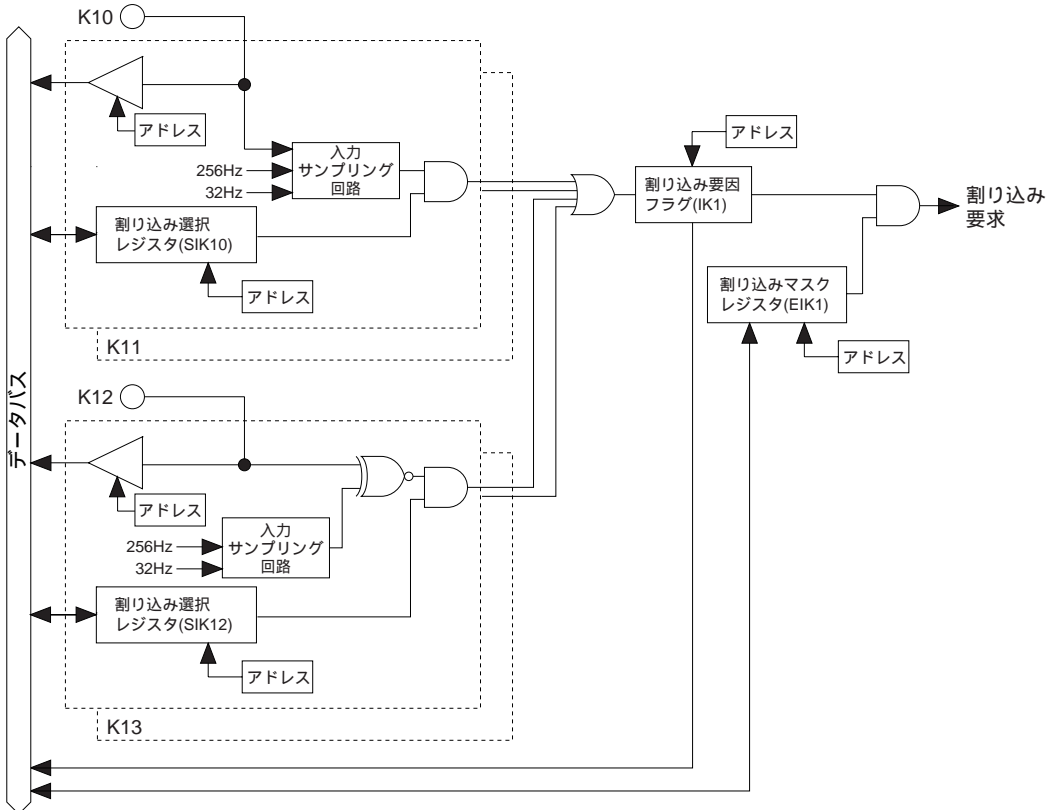 K10
アドレス
256Hz
32Hz
入力
サンプリング
回路
割り込み選択
レジスタ(SIK10)
アドレス
K11
アドレス
割り込み要因
フラグ(IK1)
割り込み
要求
割り込みマスク
レジスタ(EIK1)
アドレス
データバス
K12
アドレス
256Hz
32Hz
入力
サンプリング
回路
割り込み選択
レジスタ(SIK12)
アドレス
K13